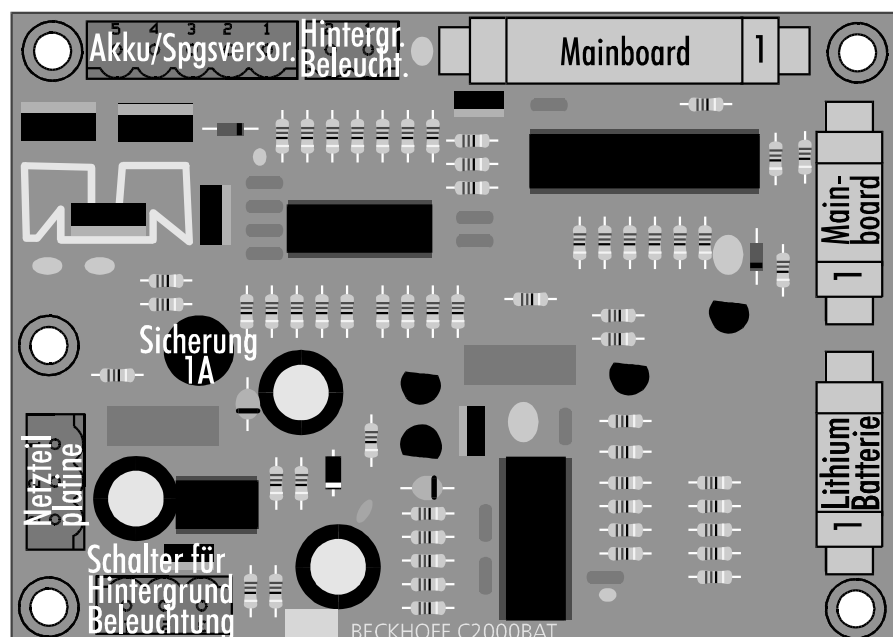 5 4 3 2 1
Akku/Spgsversor.
Hintergr.
Beleucht.
Mainboard 1
Main-
board
1
Sicherung
1A
Netzteil
platine
Lithium
Batterie
1
Schalter für
Hintergrund
Beleuchtung
BECKHOFF C2000BAT